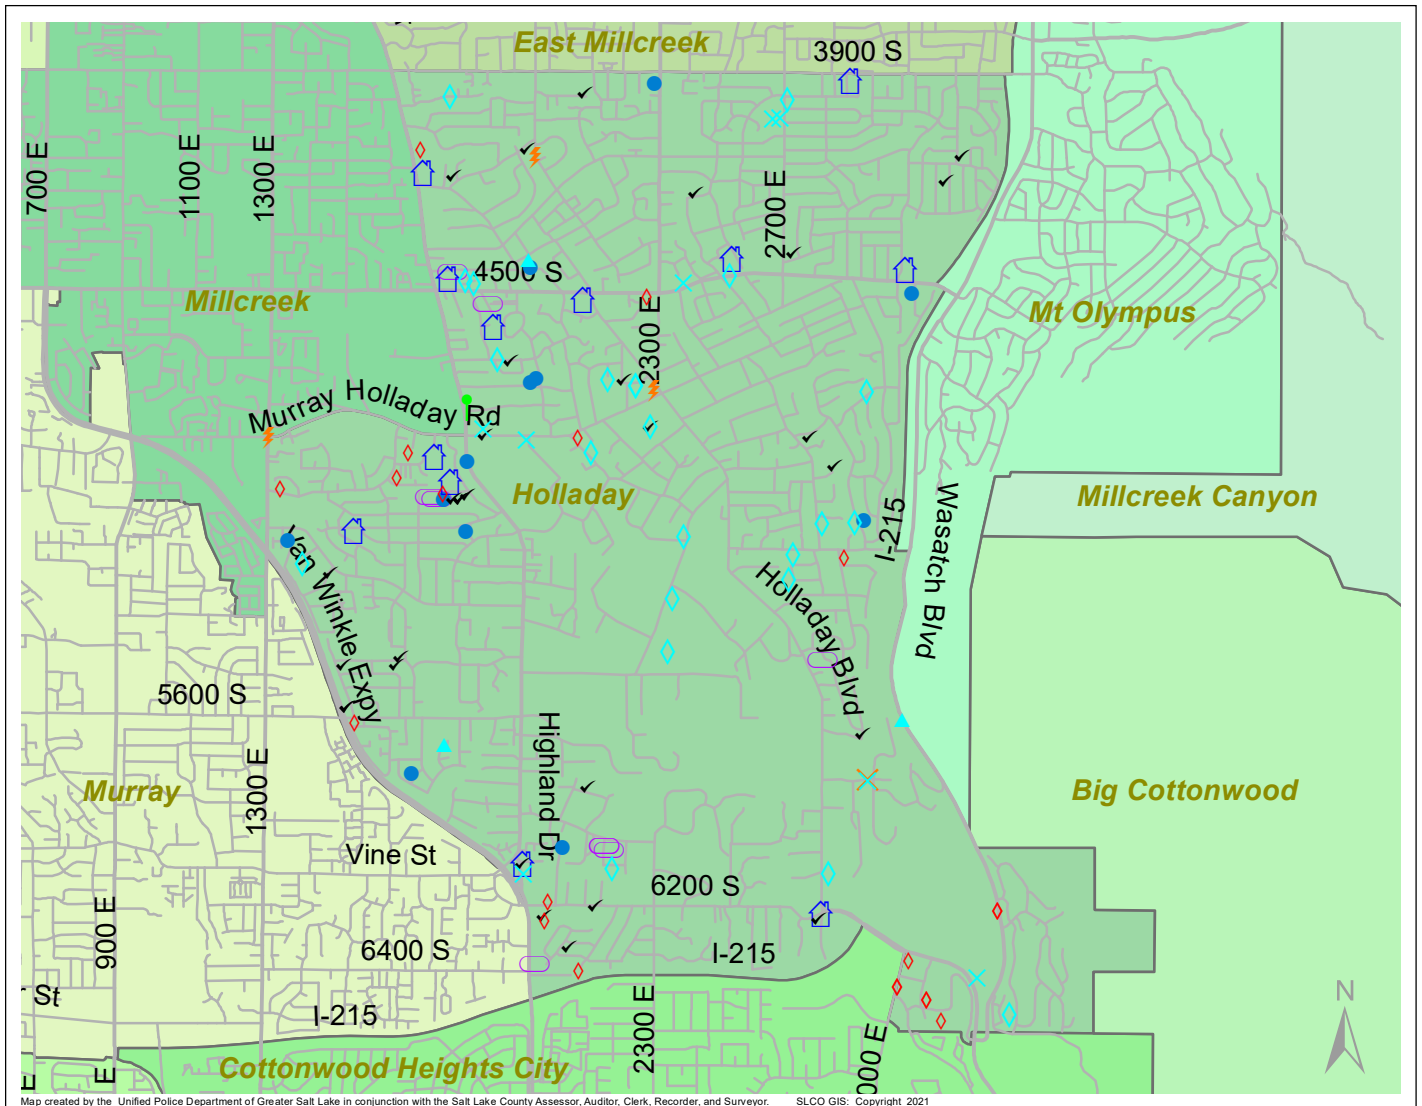 East Millcreek
3900 S
700 E
1100 E
1300 E
2700 E
4500 S
Millcreek
Mt Olympus
2300 E
Murray Holladay Rd
Holladay
Millcreek Canyon
I-215
Wasatch Blvd
Van Winkle Expy
Holladay Blvd
5600 S
Highland Dr
Murray
1300 E
Big Cottonwood
Vine St
6200 S
900 E
6400 S
I-215
St
I-215
2300 E
N
Cottonwood Heights City
000 E
E
E
Map created by the Unified Police Department of Greater Salt Lake in conjunction with the Salt Lake County Assessor, Auditor, Clerk, Recorder, and Surveyor. SLCO GIS: Copyright 2021